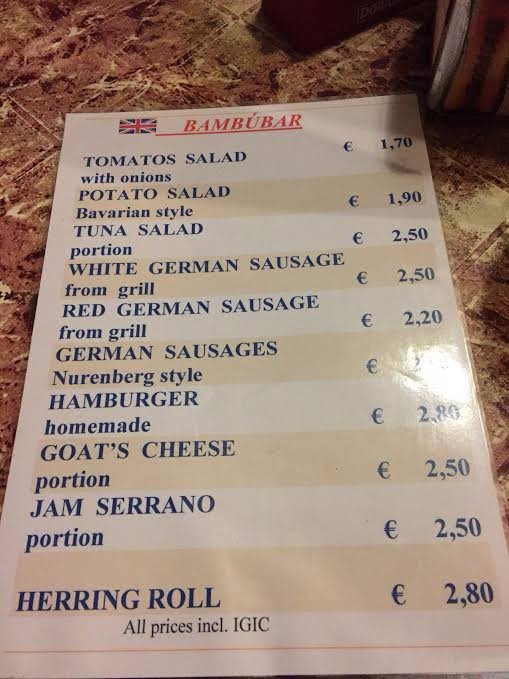 BAMBÚBAR
TOMATOS SALAD € 1,70
with onions
POTATO SALAD € 1,90
Bavarian style
TUNA SALAD € 2,50
portion
WHITE GERMAN SAUSAGE € 2,50
from grill
RED GERMAN SAUSAGE € 2,20
from grill
GERMAN SAUSAGES €
Nurenberg style
HAMBURGER € 2,80
homemade
GOAT'S CHEESE € 2,50
portion
JAM SERRANO € 2,50
portion
HERRING ROLL € 2,80
All prices incl. IGIC